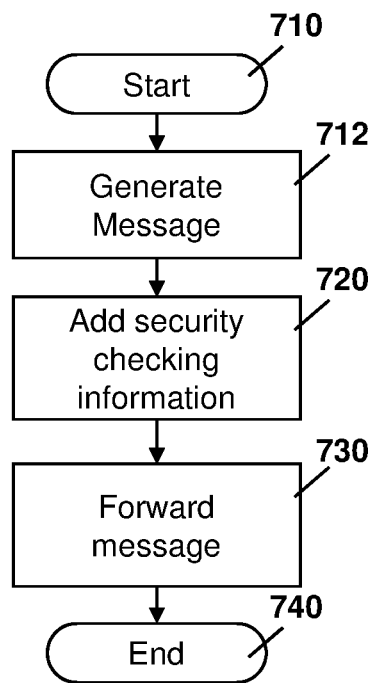 710
Start
712
Generate
Message
720
Add security
checking
information
730
Forward
message
740
End